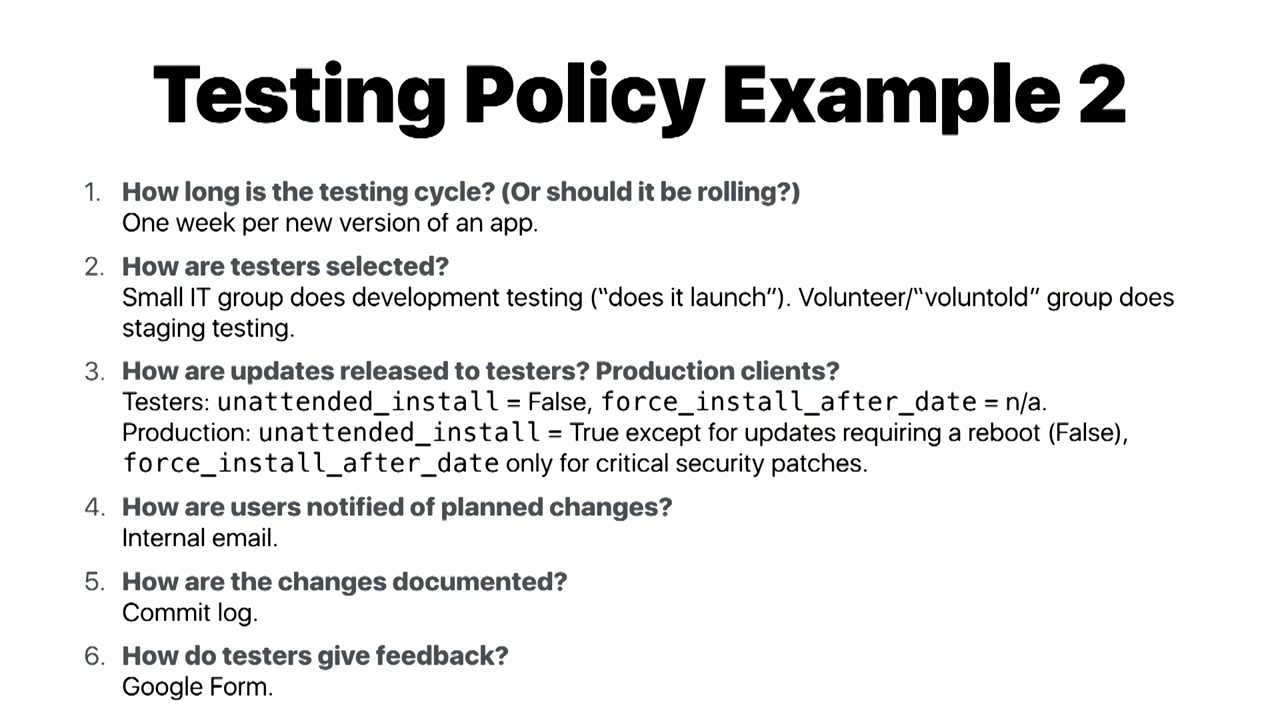 Testing Policy Example 2
1. How long is the testing cycle? (Or should it be rolling?)
One week per new version of an app.
2. How are testers selected?
Small IT group does development testing (“does it launch”). Volunteer/“voluntold” group does
staging testing.
3. How are updates released to testers? Production clients?
Testers: unattended_install = False, force_install_after_date = n/a.
Production: unattended_install = True except for updates requiring a reboot (False),
force_install_after_date only for critical security patches.
4. How are users notified of planned changes?
Internal email.
5. How are the changes documented?
Commit log.
6. How do testers give feedback?
Google Form.